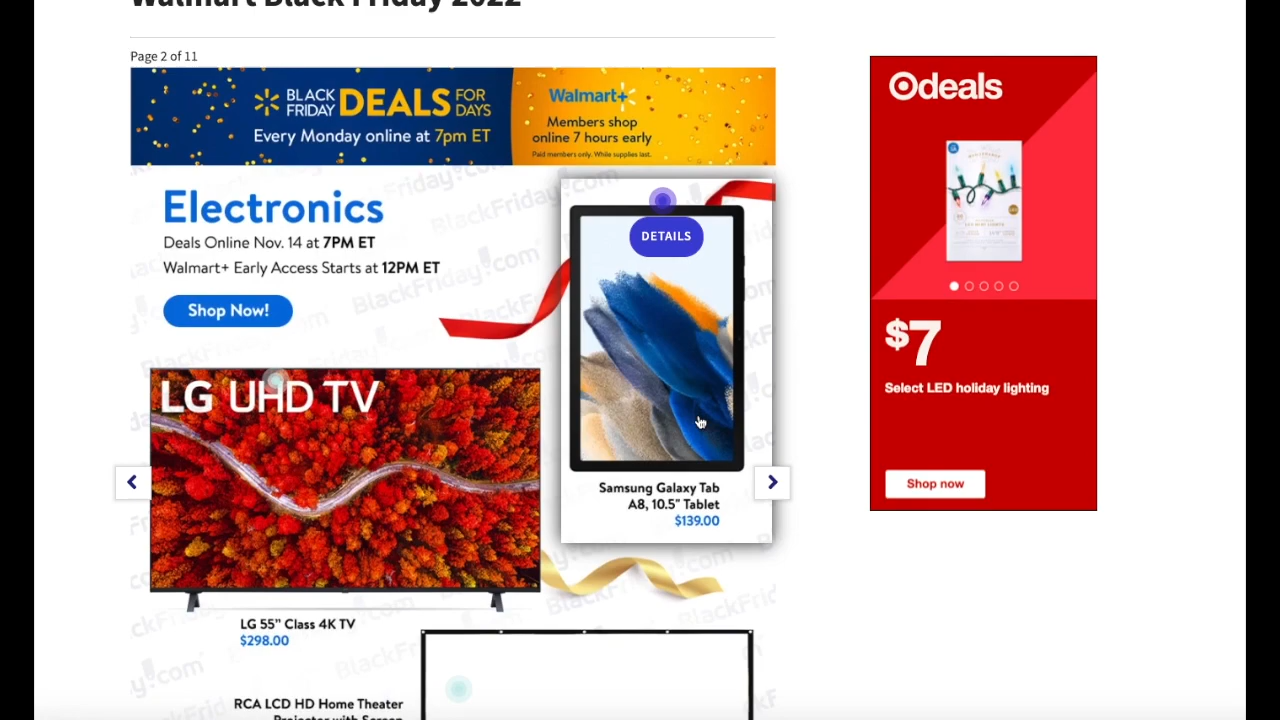 Walmart Black Friday 2022
Page 2 of 11
BLACK FRIDAY DEALS FOR DAYS
Every Monday online at 7pm ET
Walmart+
Members shop
online 7 hours early
Paid members only. While supplies last.
Electronics
Deals Online Nov. 14 at 7PM ET
Walmart+ Early Access Starts at 12PM ET
Shop Now!
DETAILS
Samsung Galaxy Tab
A8, 10.5" Tablet
$139.00
LG UHD TV
LG 55” Class 4K TV
$298.00
RCA LCD HD Home Theater
Projector with Screen
BlackFriday.com
deals
$7
Select LED holiday lighting
Shop now